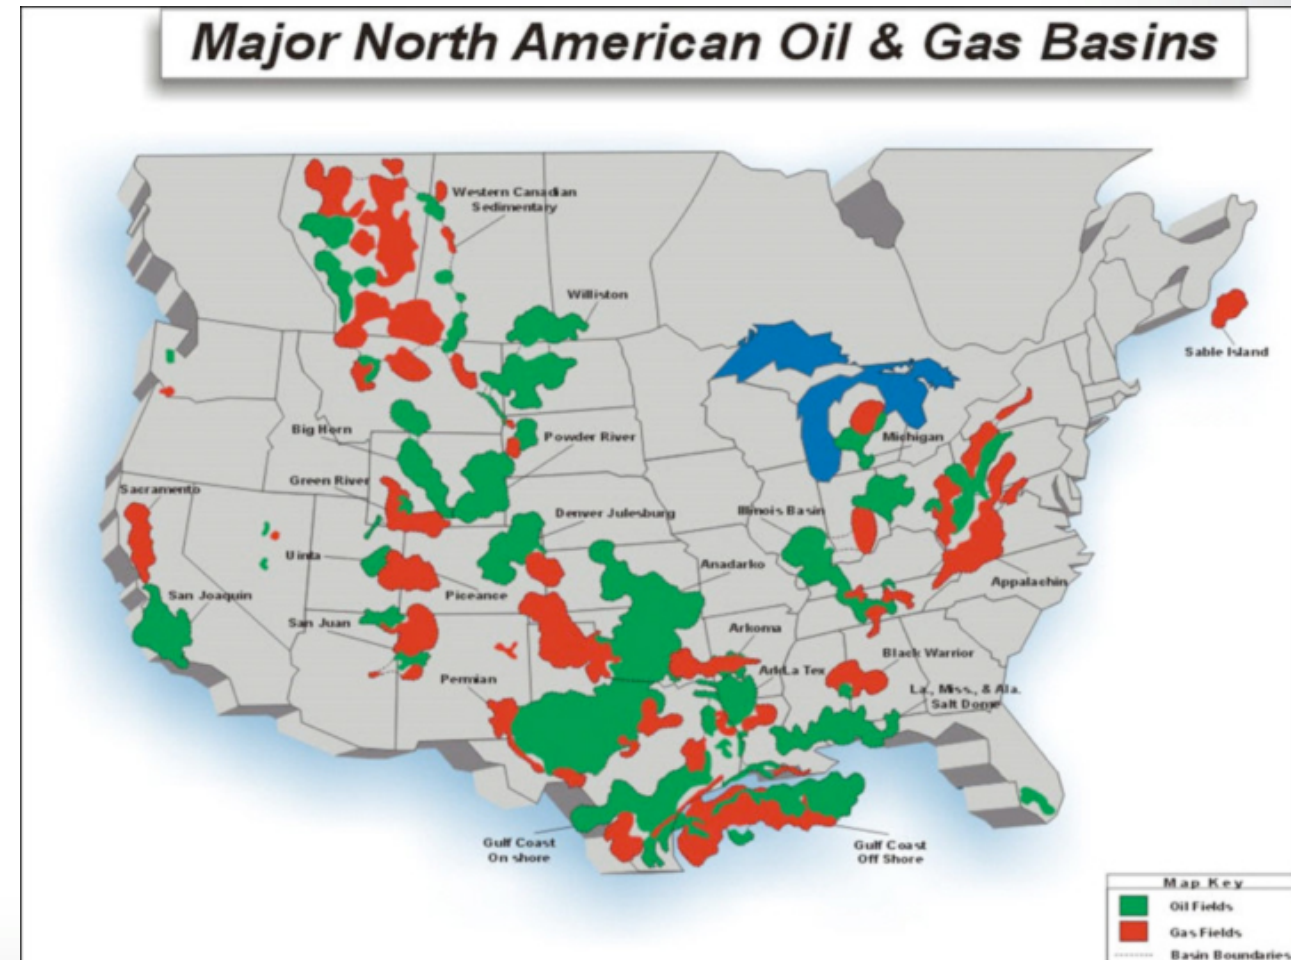 Major North American Oil & Gas Basins
Western Canadian
Sedimentary
Williston
Sable Island
Big Horn
Powder River
Michigan
Green River
Sacramento
Denver Julesburg
Illinois Basin
Uinta
Anadarko
Appalachin
Piceance
San Joaquin
San Juan
Arkoma
Black Warrior
ArkLa Tex
Permian
La., Miss., & Ala.
Salt Dome
Gulf Coast
On shore
Gulf Coast
Off Shore
Map Key
Oil Fields
Gas Fields
Basin Boundaries